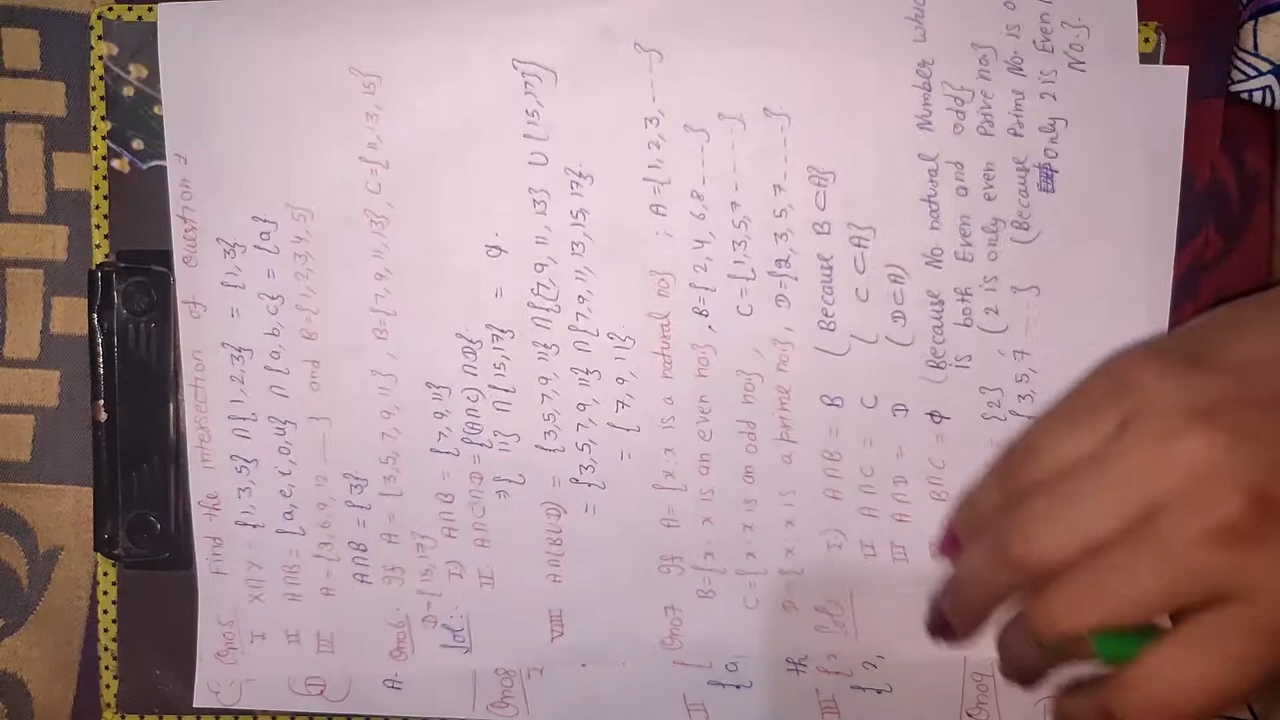 Qno5 Find the intersection of question 1
I X∩Y = {1,3,5} ∩ {1,2,3} = {1,3}
II A∩B = {a,e,i,o,u} ∩ {a,b,c} = {a}
III A = {3,6,9,12 ----} and B = {1,2,3,4,5}
A∩B = {3}
Qno6. If A = {3,5,7,9,11}, B={7,9,11,13}, C={11,13,15}
D={15,17}
Sol: I) A∩B = {7,9,11}
II A∩C∩D = {(A∩C) ∩D}
⇒ {11} ∩ {15,17} = φ.
VIII A∩(B∪D) = {3,5,7,9,11} ∩ {{7,9,11,13} ∪ {15,17}}
= {3,5,7,9,11} ∩ {7,9,11,13,15,17}
= {7,9,11}
Qno7 If A = {x:x is a natural no} ; A={1,2,3,----}
B={x:x is an even no}, B={2,4,6,8----}
C={x:x is an odd no}, C={1,3,5,7-----}
D={x:x is a prime no}, D={2,3,5,7----}
Sol: I) A∩B = B (Because B⊂A}
II A∩C = C { C⊂A}
III A∩D = D (D⊂A)
B∩C = φ (Because No natural Number
is both Even and odd}
= {2} (2 is only even Prive no}
{3,5,7 ---} (Because Prime No. is
only 2 is Even
No.}
Qno8
Qno9